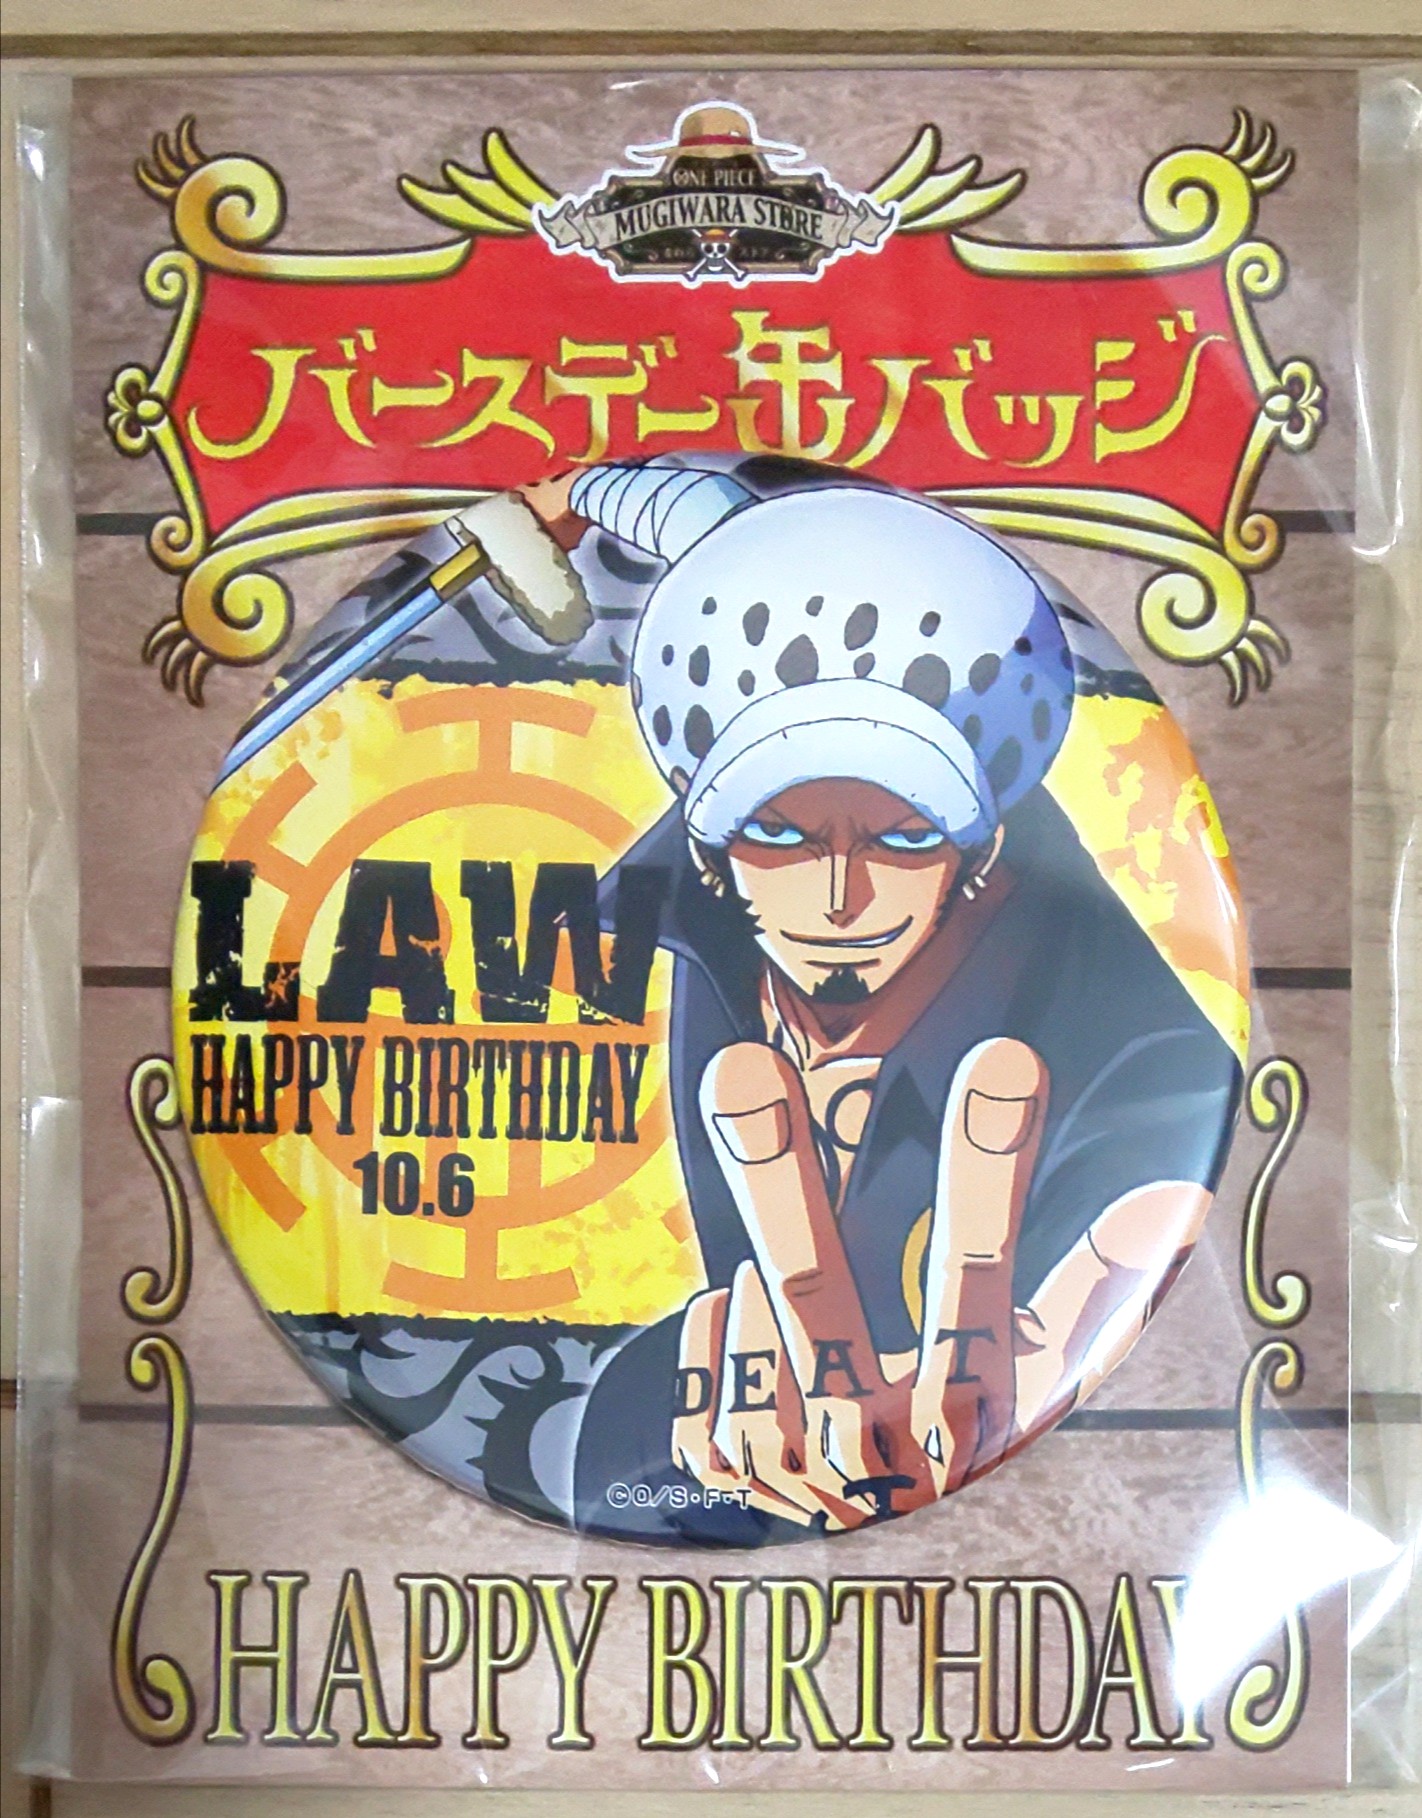 ONE PIECE
MUGIWARA STORE
バースデー缶バッジ
LAW
HAPPY BIRTHDAY
10.6
DEAT
©O/S・F・T
HAPPY BIRTHDAY